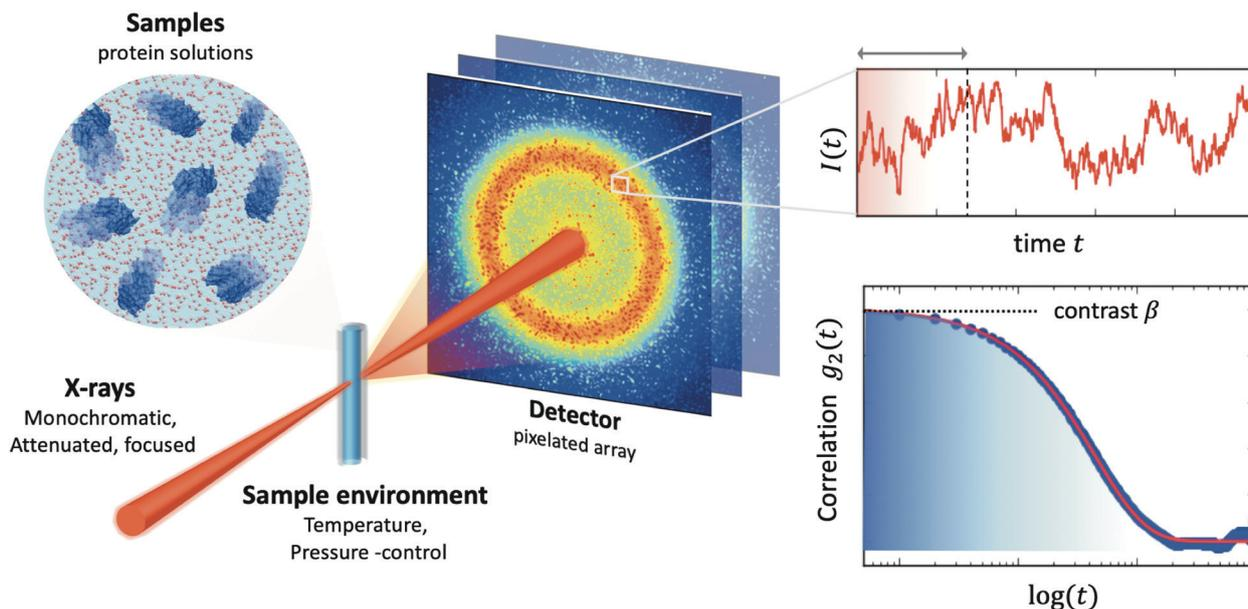 Samples
protein solutions
X-rays
Monochromatic,
Attenuated, focused
Sample environment
Temperature,
Pressure -control
Detector
pixelated array
I(t)
time t
contrast β
Correlation g₂(t)
log(t)